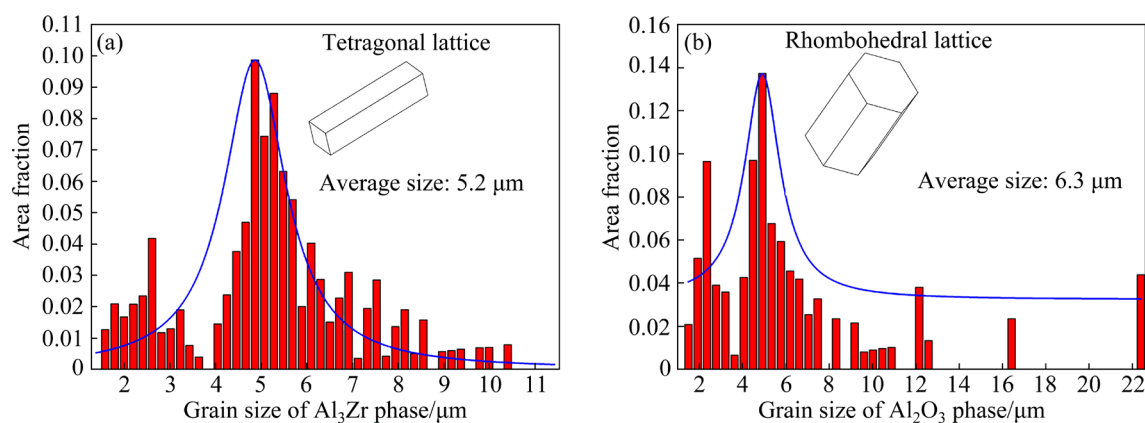 (a)
Tetragonal lattice
Average size: 5.2 μm
Area fraction
0.10
0.09
0.08
0.07
0.06
0.05
0.04
0.03
0.02
0.01
0
2 3 4 5 6 7 8 9 10 11
Grain size of Al₃Zr phase/μm
(b)
Rhombohedral lattice
Average size: 6.3 μm
Area fraction
0.16
0.14
0.12
0.10
0.08
0.06
0.04
0.02
0
2 4 6 8 10 12 14 16 18 20 22
Grain size of Al₂O₃ phase/μm